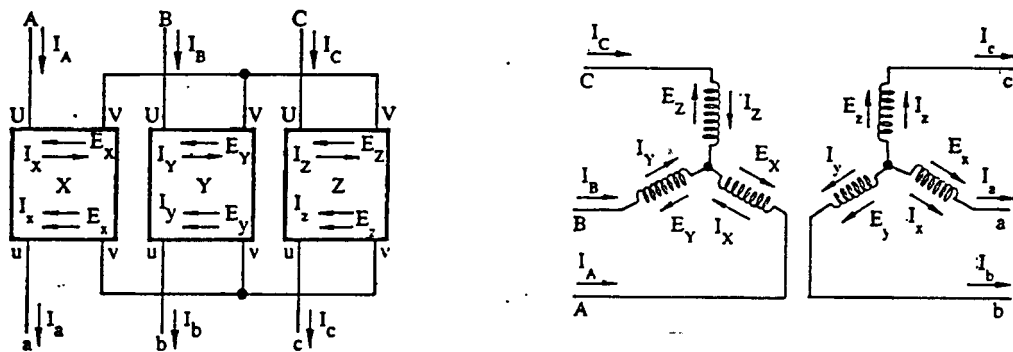 A B C
I_A I_B I_C
U V U V U V
I_X E_X I_Y E_Y I_Z E_Z
X Y Z
I_x E_x I_y E_y I_z E_z
u v u v u v
I_a I_b I_c
a b c
I_C
C
E_Z I_Z
I_Y E_X
I_B
B
E_Y I_X
I_A
A
I_c
c
E_z I_z
I_y E_x
I_a
a
E_y I_x
I_b
b